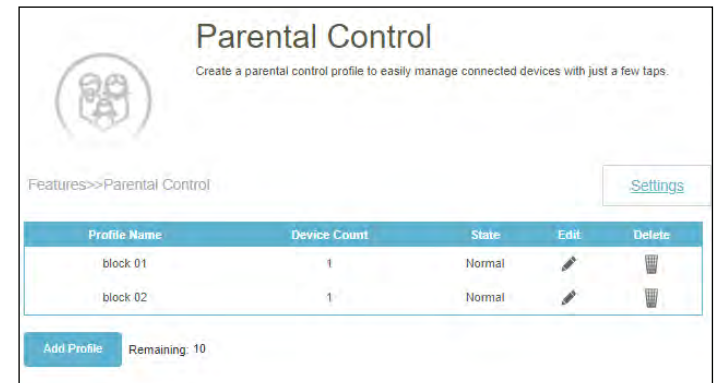 Parental Control
Create a parental control profile to easily manage connected devices with just a few taps.
Features>>Parental Control
Settings
Profile Name Device Count State Edit Delete
block 01 1 Normal
block 02 1 Normal
Add Profile Remaining: 10